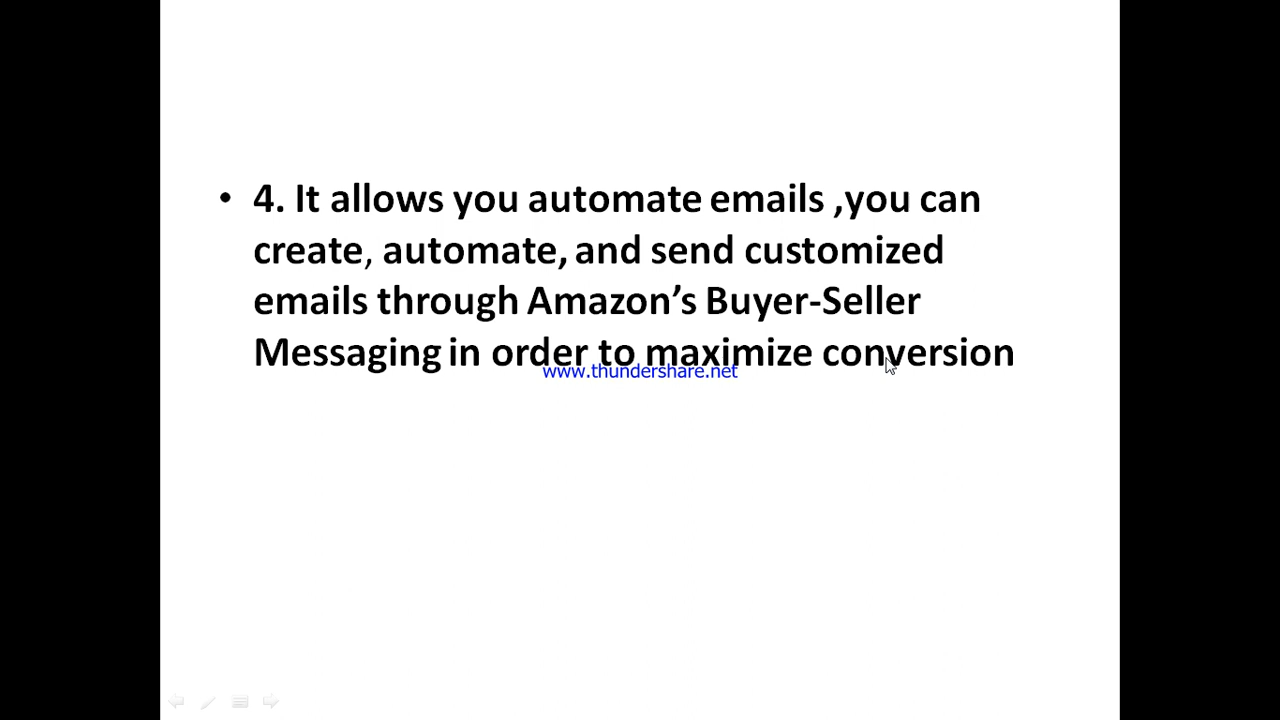 • 4. It allows you automate emails ,you can
create, automate, and send customized
emails through Amazon’s Buyer-Seller
Messaging in order to maximize conversion
www.thundershare.net